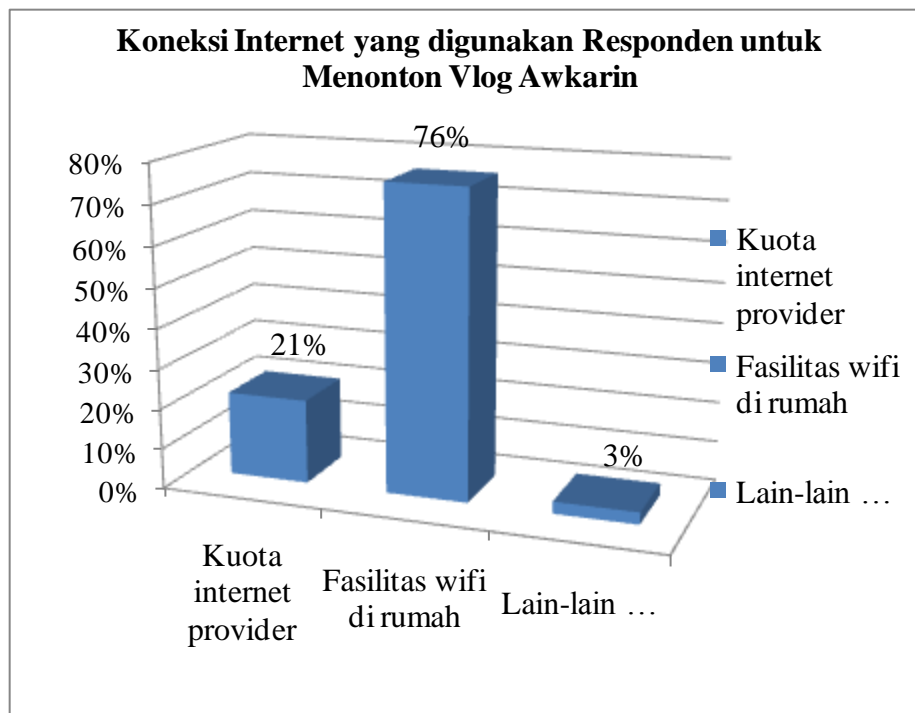 Koneksi Internet yang digunakan Responden untuk
Menonton Vlog Awkarin
80%
70%
60%
50%
40%
30%
20%
10%
0%
21%
76%
3%
Kuota
internet
provider
Fasilitas wifi
di rumah
Lain-lain …
Kuota
internet
provider
Fasilitas wifi
di rumah
Lain-lain …